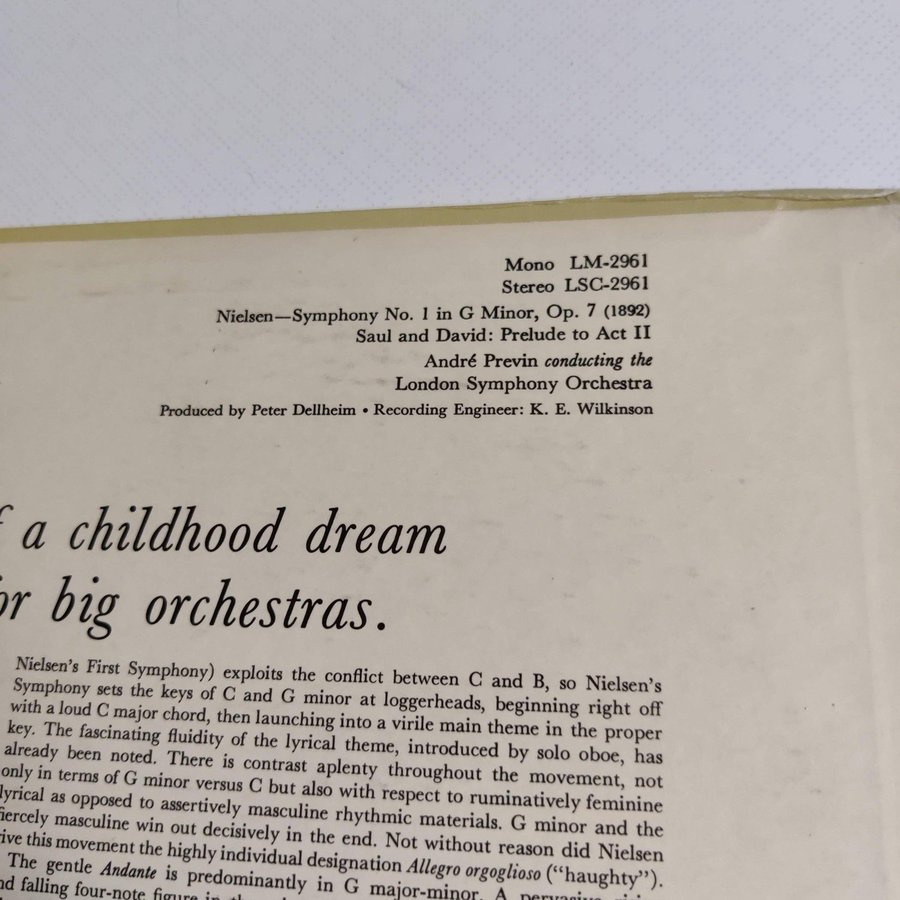 Mono LM-2961
Stereo LSC-2961
Nielsen—Symphony No. 1 in G Minor, Op. 7 (1892)
Saul and David: Prelude to Act II
André Previn conducting the
London Symphony Orchestra
Produced by Peter Dellheim • Recording Engineer: K. E. Wilkinson
a childhood dream
big orchestras.
Nielsen's First Symphony) exploits the conflict between C and B, so Nielsen's
Symphony sets the keys of C and G minor at loggerheads, beginning right off
with a loud C major chord, then launching into a virile main theme in the proper
key. The fascinating fluidity of the lyrical theme, introduced by solo oboe, has
already been noted. There is contrast aplenty throughout the movement, not
only in terms of G minor versus C but also with respect to ruminatively feminine
lyrical as opposed to assertively masculine rhythmic materials. G minor and the
fiercely masculine win out decisively in the end. Not without reason did Nielsen
give this movement the highly individual designation Allegro orgoglioso ("haughty").
The gentle Andante is predominantly in G major-minor. A pervasive
falling four-note figure in